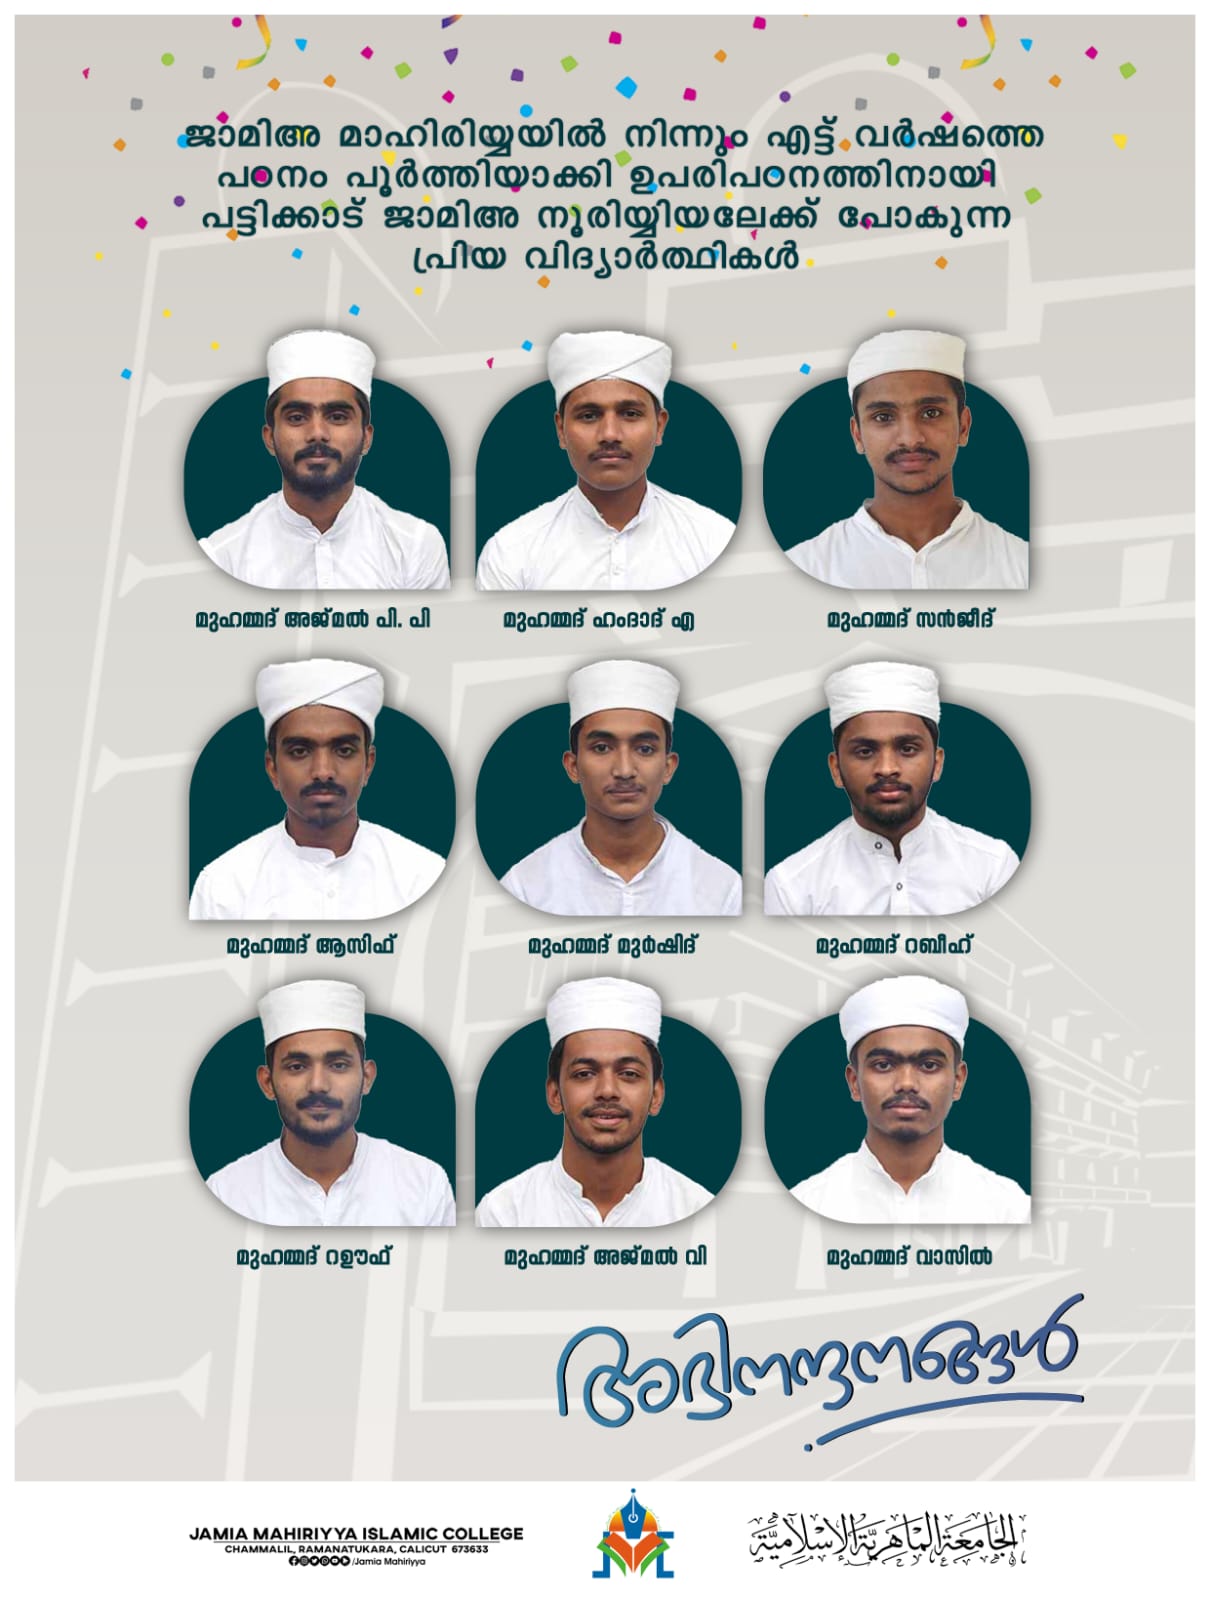 ജാമിഅ മാഹിരിയ്യയിൽ നിന്നും എട്ട് വർഷത്തെ
പഠനം പൂർത്തിയാക്കി ഉപരിപഠനത്തിനായി
പട്ടിക്കാട് ജാമിഅ നൂരിയ്യിയലേക്ക് പോകുന്ന
പ്രിയ വിദ്യാർത്ഥികൾ
മുഹമ്മദ് അജ്മൽ പി. പി
മുഹമ്മദ് ഹംദാദ് എ
മുഹമ്മദ് സൻജീദ്
മുഹമ്മദ് ആസിഫ്
മുഹമ്മദ് മുർഷിദ്
മുഹമ്മദ് റബീഹ്
മുഹമ്മദ് റഊഫ്
മുഹമ്മദ് അജ്മൽ വി
മുഹമ്മദ് വാസിൽ
അഭിനന്ദനങ്ങൾ
JAMIA MAHIRIYYA ISLAMIC COLLEGE
CHAMMALIL, RAMANATUKARA, CALICUT 673633
/Jamia Mahiriyya
الجامعة الماهرية الإسلامية